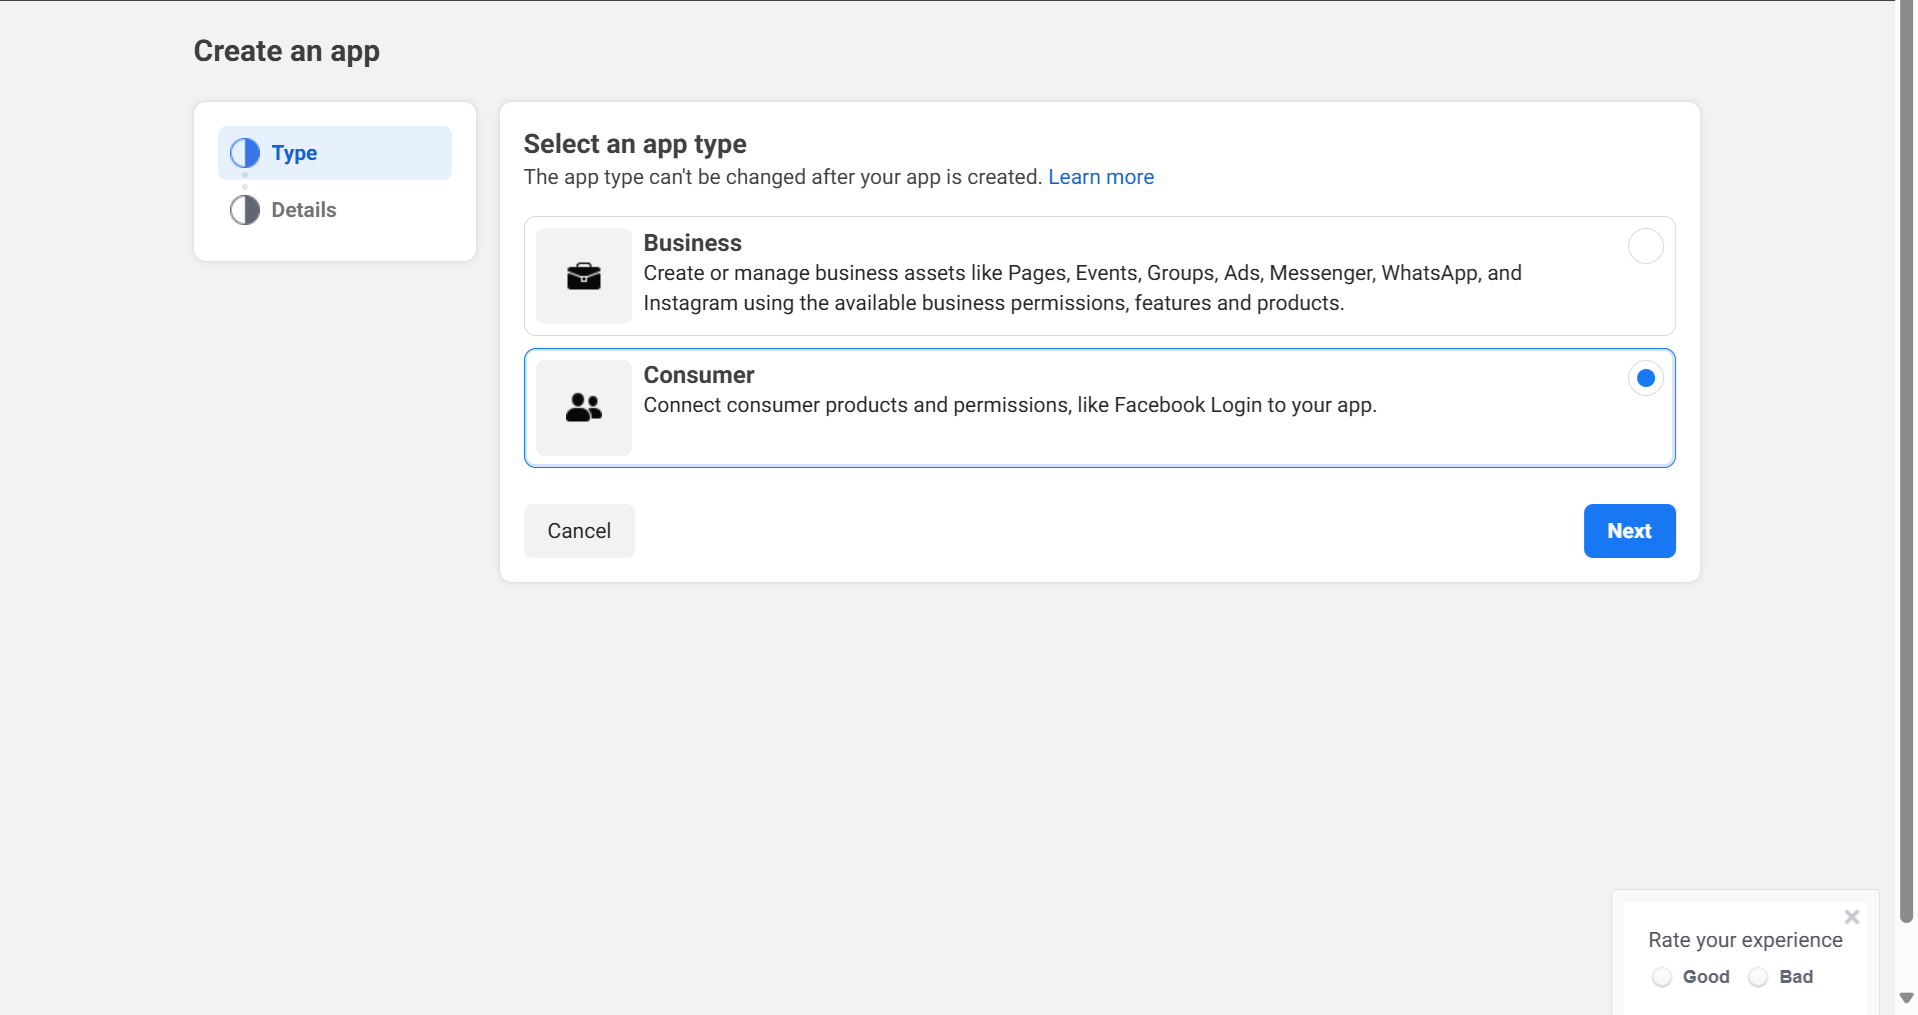 Create an app
Type
Details
Select an app type
The app type can't be changed after your app is created. Learn more
Business
Create or manage business assets like Pages, Events, Groups, Ads, Messenger, WhatsApp, and
Instagram using the available business permissions, features and products.
Consumer
Connect consumer products and permissions, like Facebook Login to your app.
Cancel
Next
Rate your experience
Good Bad